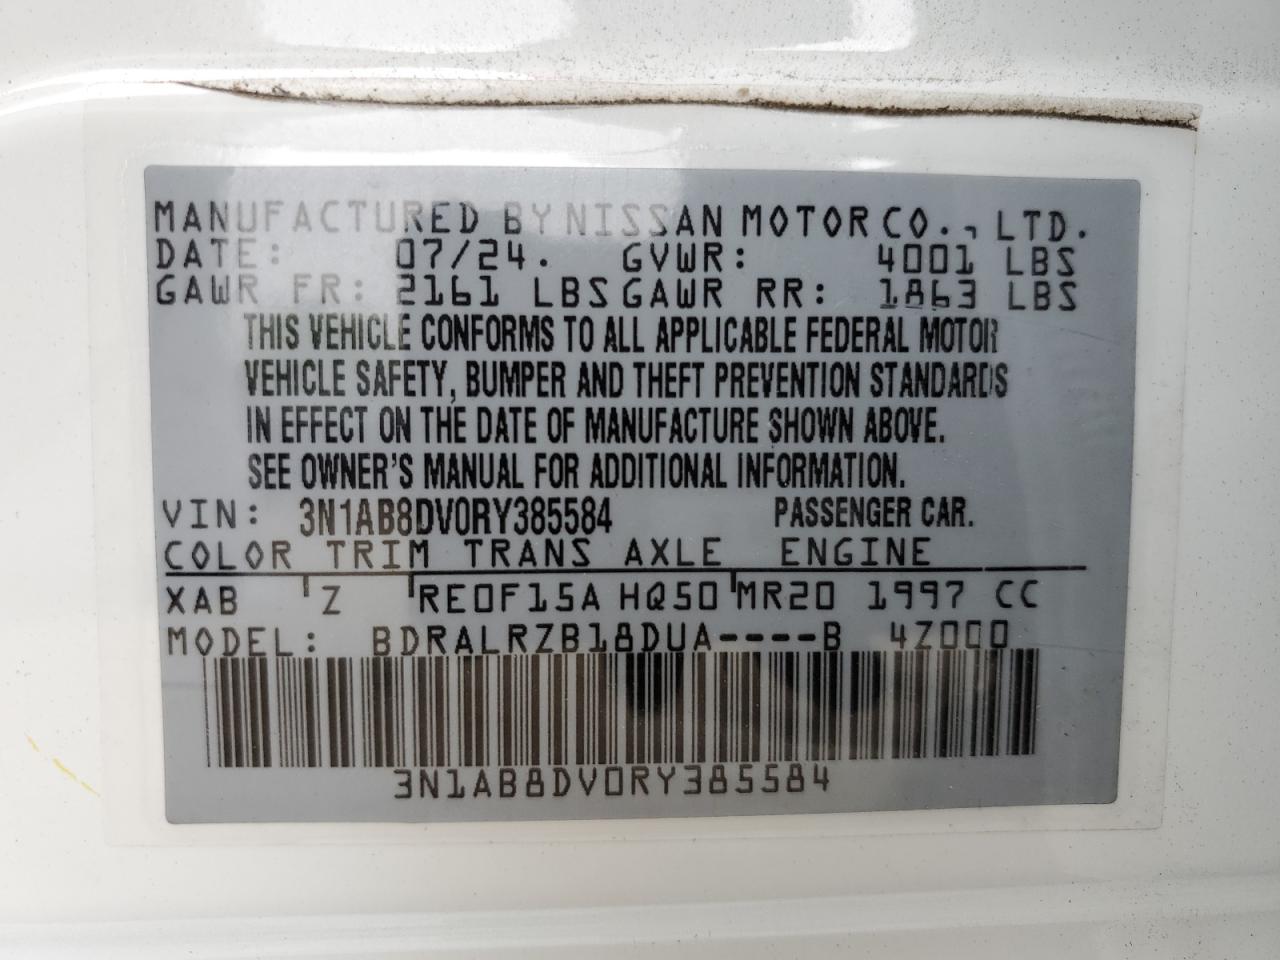 MANUFACTURED BY NISSAN MOTOR CO., LTD.
DATE: 07/24. GVWR: 4001 LBS
GAWR FR: 2161 LBS GAWR RR: 1863 LBS
THIS VEHICLE CONFORMS TO ALL APPLICABLE FEDERAL MOTOR
VEHICLE SAFETY, BUMPER AND THEFT PREVENTION STANDARDS
IN EFFECT ON THE DATE OF MANUFACTURE SHOWN ABOVE.
SEE OWNER'S MANUAL FOR ADDITIONAL INFORMATION.
VIN: 3N1AB8DV0RY385584 PASSENGER CAR.
COLOR TRIM TRANS AXLE ENGINE
XAB Z RE0F15A HQ50 MR20 1997 CC
MODEL: BDRALRZB18DUA----B 4Z000
3N1AB8DV0RY385584